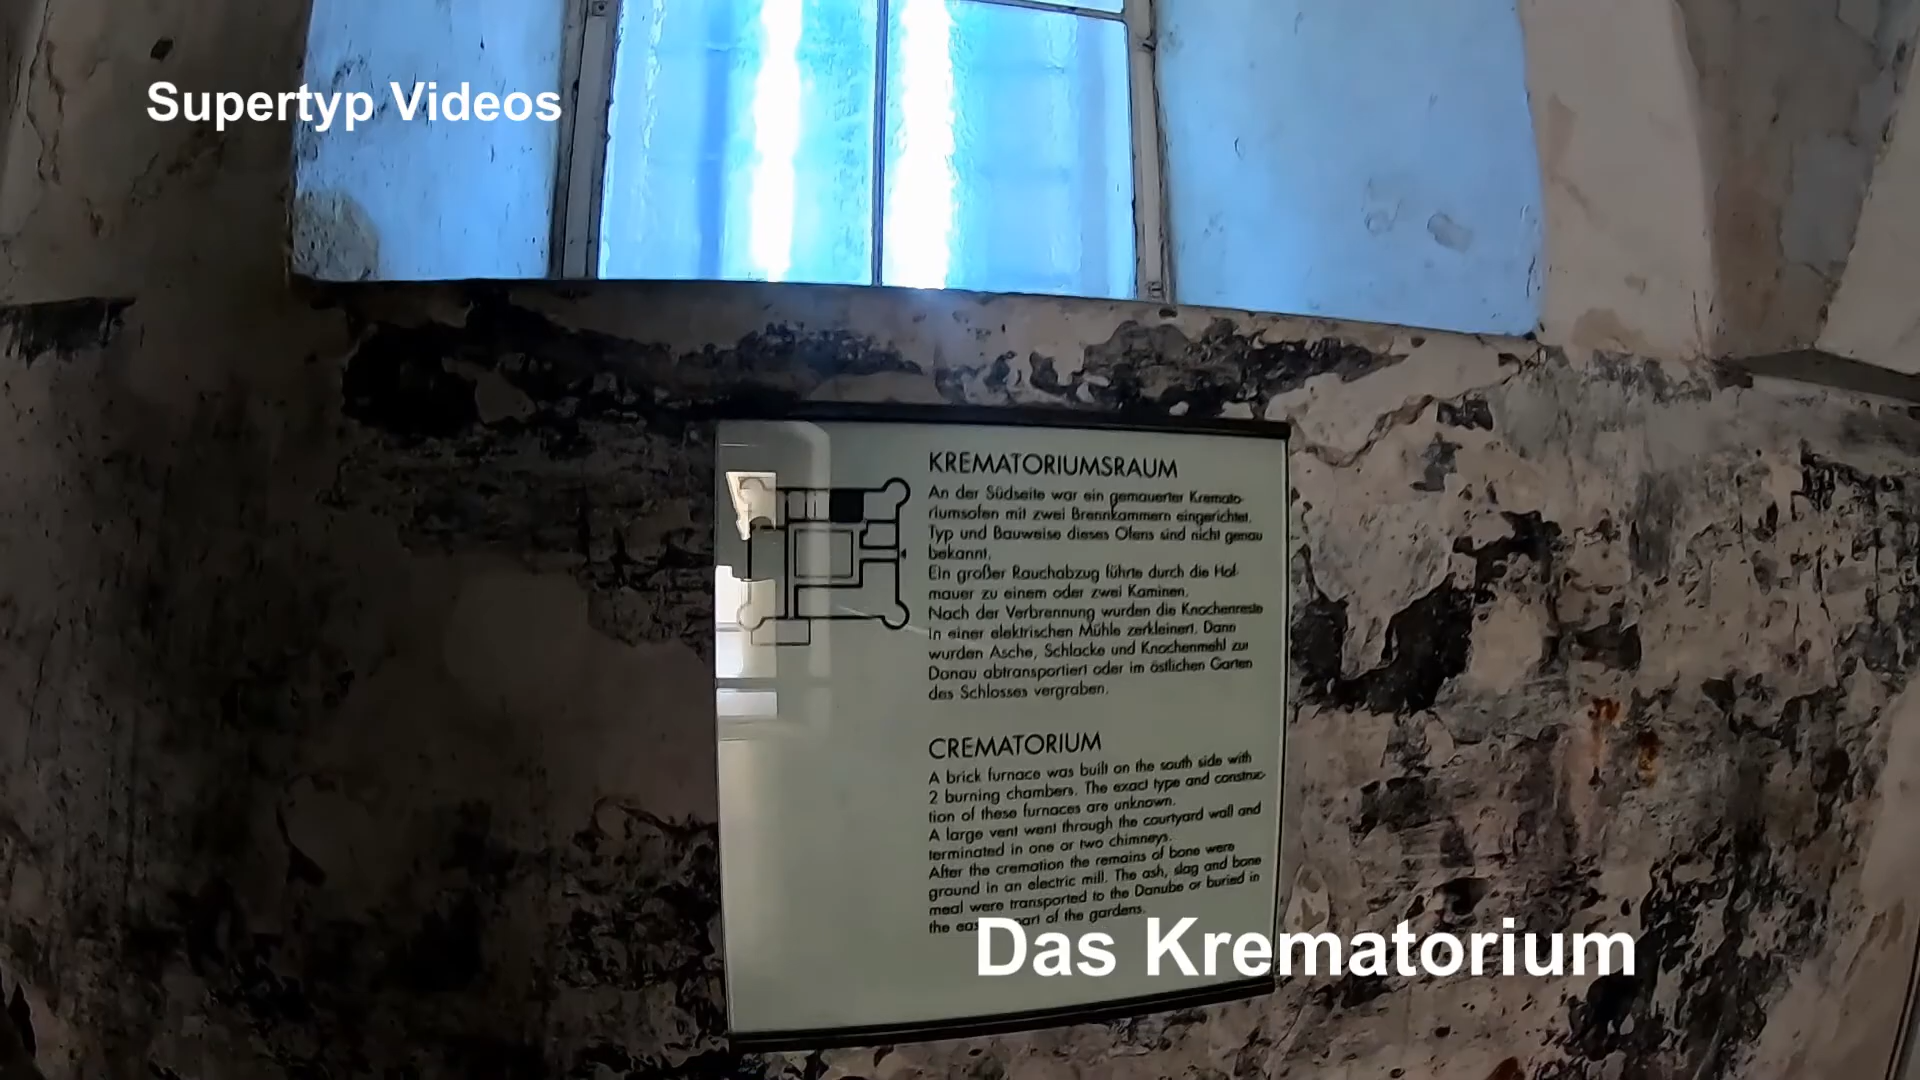 Supertyp Videos
KREMATORIUMSRAUM
An der Südseite war ein gemauerter Kremato-
riumsofen mit zwei Brennkammern eingerichtet.
Typ und Bauweise dieses Ofens sind nicht genau
bekannt.
Ein großer Rauchabzug führte durch die Hof-
mauer zu einem oder zwei Kaminen.
Nach der Verbrennung wurden die Knochenreste
in einer elektrischen Mühle zerkleinert. Dann
wurden Asche, Schlacke und Knochenmehl zur
Donau abtransportiert oder im östlichen Garten
des Schlosses vergraben.
CREMATORIUM
A brick furnace was built on the south side with
2 burning chambers. The exact type and construc-
tion of these furnaces are unknown.
A large vent went through the courtyard wall and
terminated in one or two chimneys.
After the cremation the remains of bone were
ground in an electric mill. The ash, slag and bone
meal were transported to the Danube or buried in
the part of the gardens.
Das Krematorium